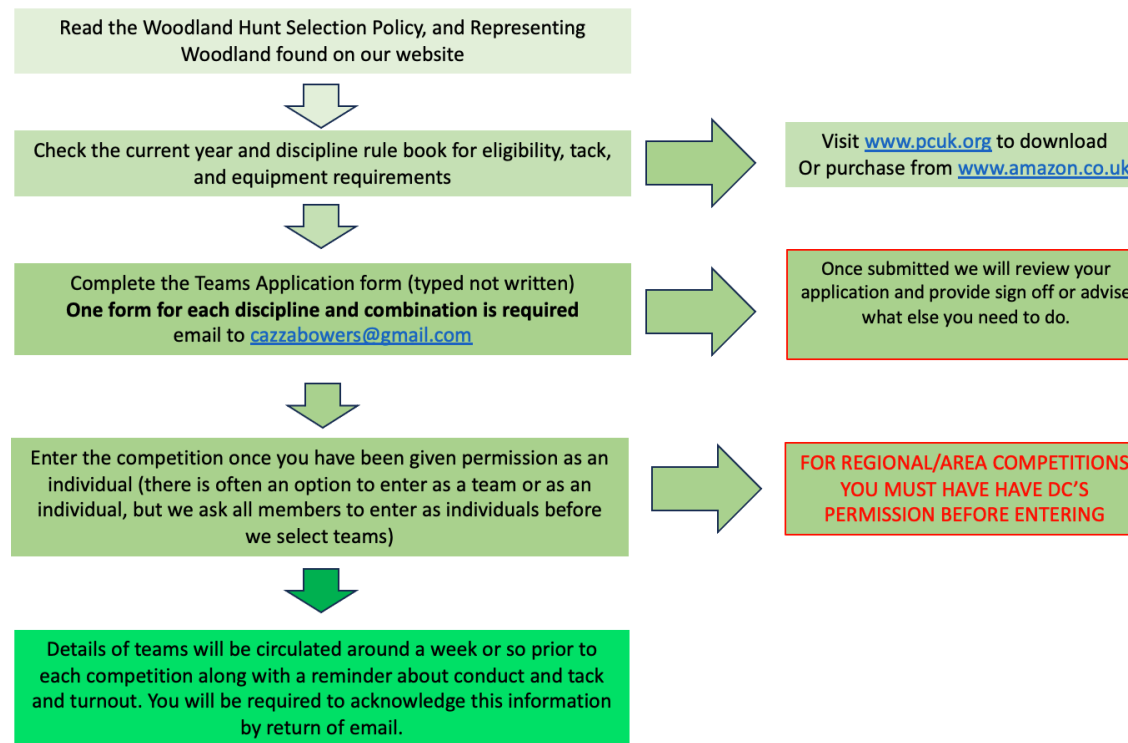 Read the Woodland Hunt Selection Policy, and Representing
Woodland found on our website
Check the current year and discipline rule book for eligibility, tack,
and equipment requirements
Visit www.pcuk.org to download
Or purchase from www.amazon.co.uk
Complete the Teams Application form (typed not written)
One form for each discipline and combination is required
email to cazzabowers@gmail.com
Once submitted we will review your
application and provide sign off or advise
what else you need to do.
Enter the competition once you have been given permission as an
individual (there is often an option to enter as a team or as an
individual, but we ask all members to enter as individuals before
we select teams)
FOR REGIONAL/AREA COMPETITIONS
YOU MUST HAVE HAVE DC'S
PERMISSION BEFORE ENTERING
Details of teams will be circulated around a week or so prior to
each competition along with a reminder about conduct and tack
and turnout. You will be required to acknowledge this information
by return of email.